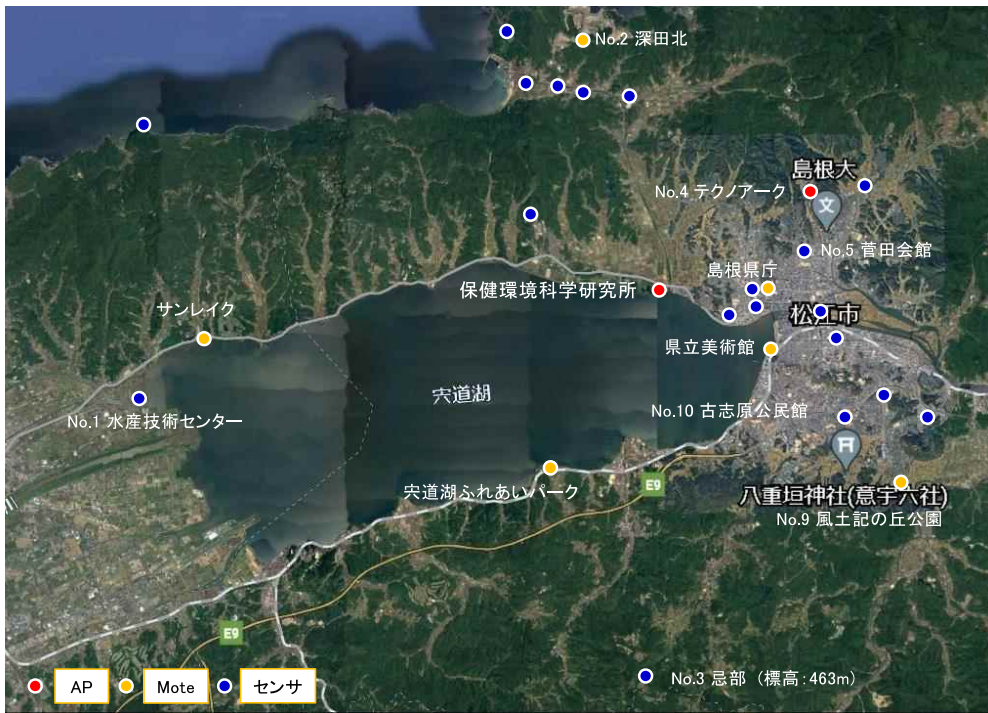 No.2 深田北
島根大
No.4 テクノアーク
文
No.5 菅田会館
島根県庁
保健環境科学研究所
サンレイク
松江市
県立美術館
宍道湖
No.10 古志原公民館
No.1 水産技術センター
宍道湖ふれあいパーク
E9
八重垣神社(意宇六社)
No.9 風土記の丘公園
E9
No.3 忌部 (標高:463m)
AP
Mote
センサ